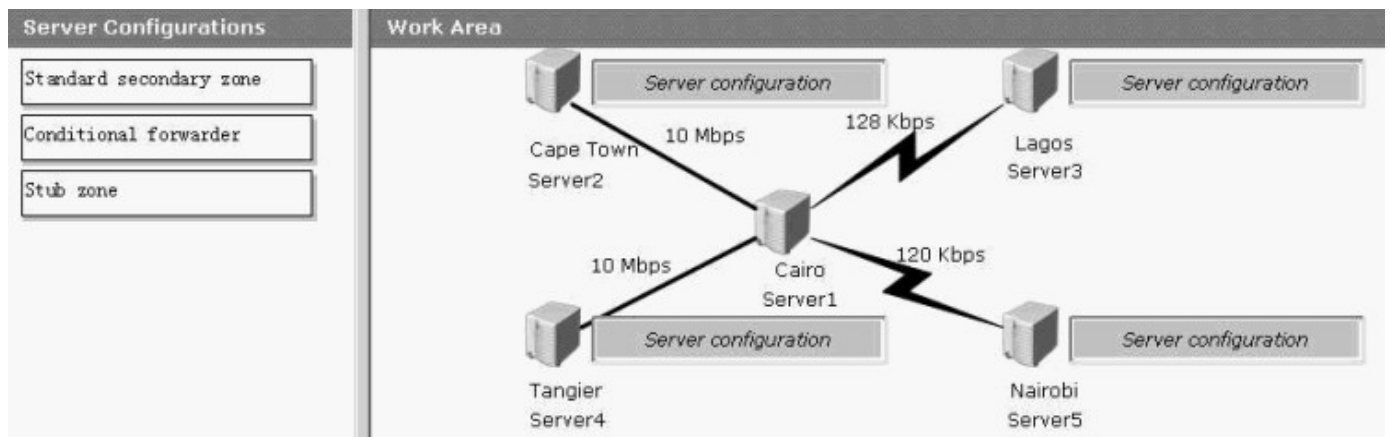 Server Configurations
Standard secondary zone
Conditional forwarder
Stub zone
Work Area
Server configuration
Server configuration
10 Mbps
128 Kbps
Cape Town
Server2
Lagos
Server3
10 Mbps
120 Kbps
Cairo
Server1
Server configuration
Server configuration
Tangier
Server4
Nairobi
Server5